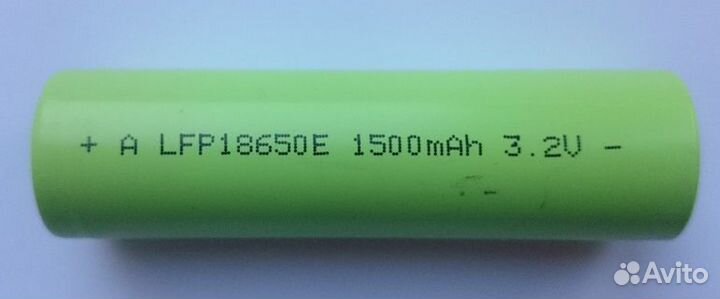 + A LFP18650E 1500mAh 3.2V -
Avito